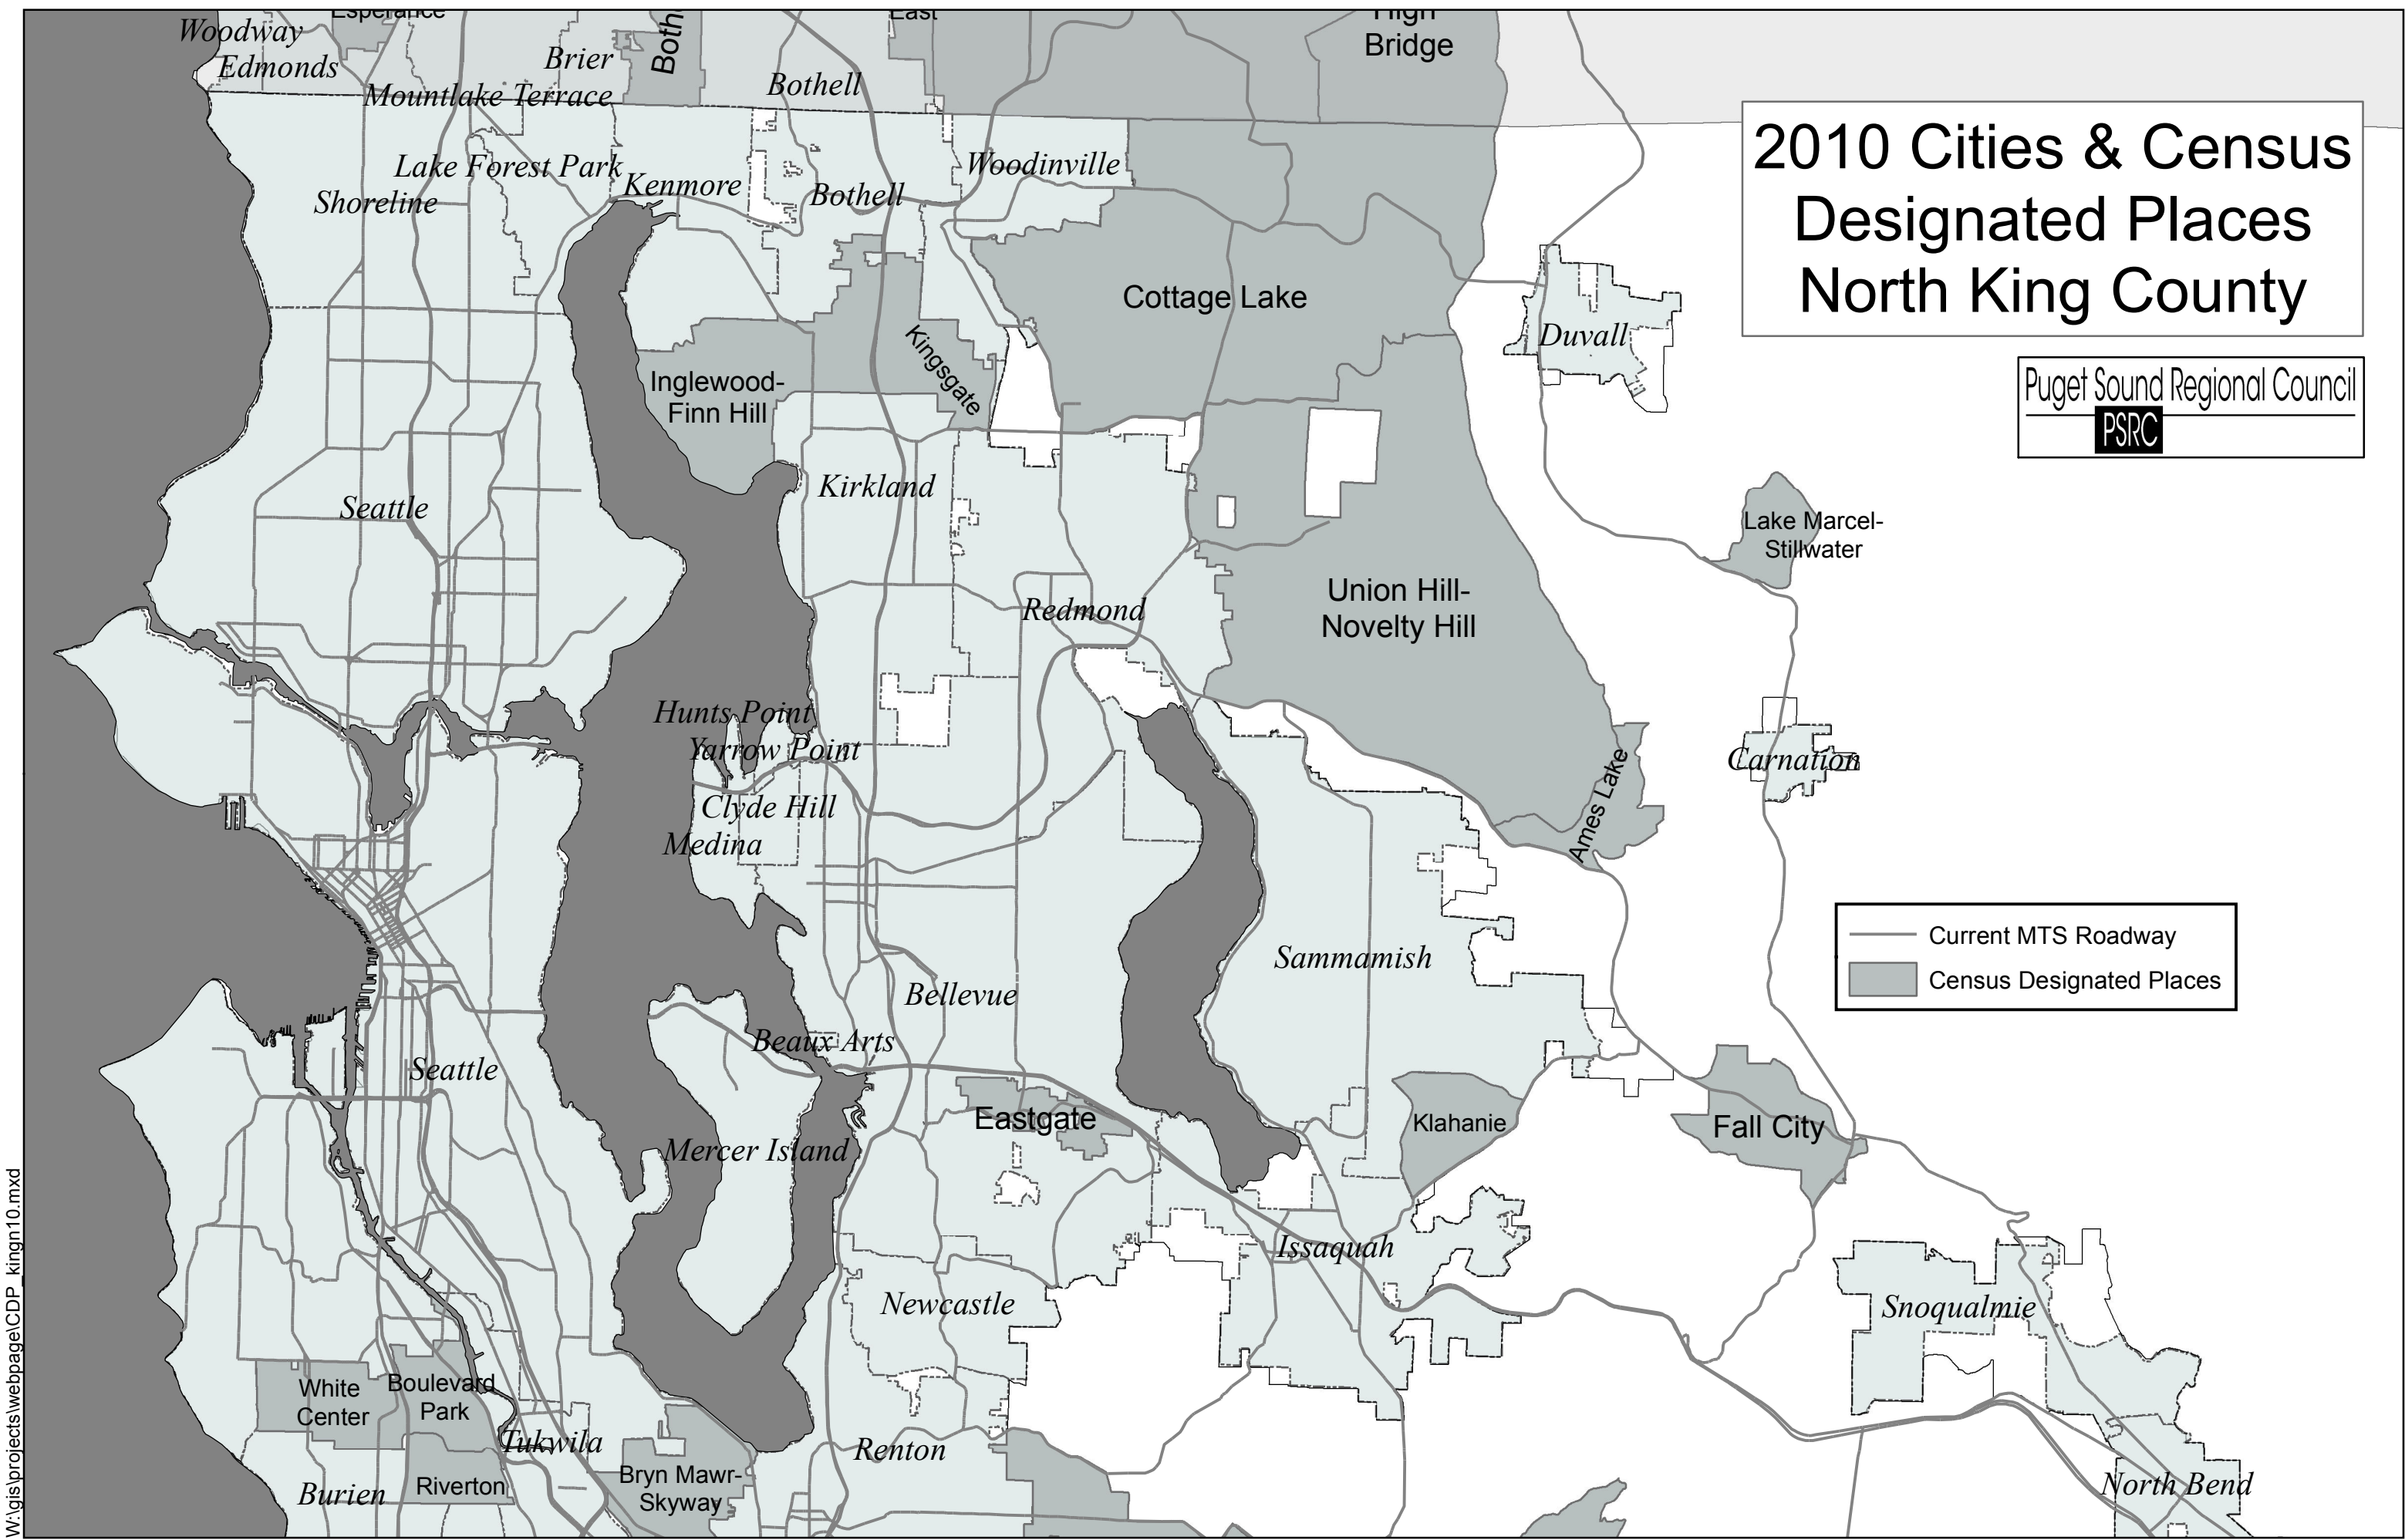 Esperance
East
High
Bridge
Woodway
Edmonds
Brier
Both
Bothell
Mountlake Terrace
2010 Cities & Census
Designated Places
North King County
Lake Forest Park
Kenmore
Woodinville
Shoreline
Bothell
Cottage Lake
Duvall
Kingsgate
Inglewood-
Finn Hill
Puget Sound Regional Council
PSRC
Kirkland
Seattle
Lake Marcel-
Stillwater
Union Hill-
Novelty Hill
Redmond
Hunts Point
Yarrow Point
Carnation
Ames Lake
Clyde Hill
Medina
Current MTS Roadway
Census Designated Places
Sammamish
Bellevue
Beaux Arts
Seattle
Eastgate
Klahanie
Fall City
Mercer Island
Issaquah
Newcastle
Snoqualmie
White
Center
Boulevard
Park
Tukwila
Renton
Bryn Mawr-
Skyway
Burien
Riverton
North Bend
W:\gis\projects\webpage\CDP_kingn10.mxd